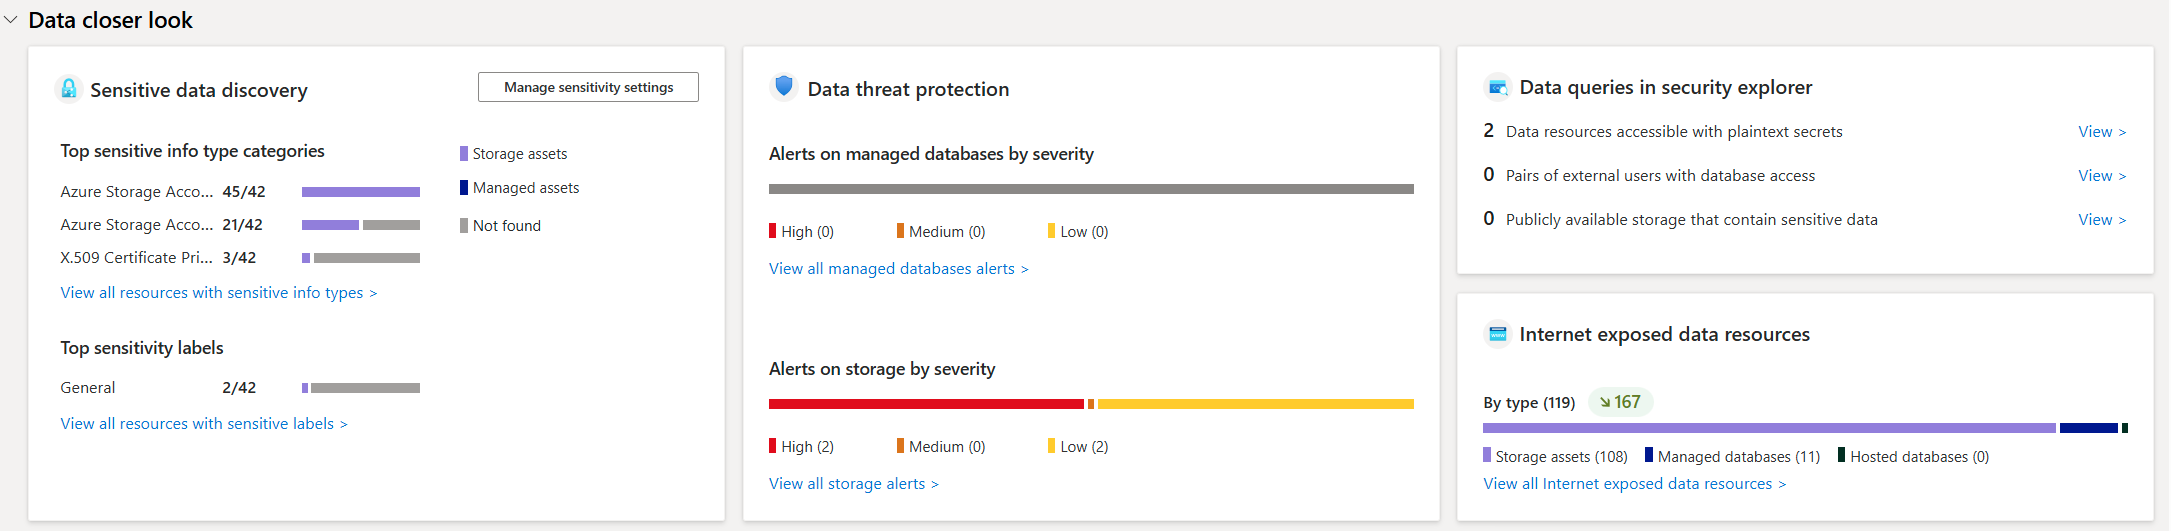 Data closer look
Sensitive data discovery
Manage sensitivity settings
Top sensitive info type categories
Storage assets
Managed assets
Not found
Azure Storage Acco... 45/42
Azure Storage Acco... 21/42
X.509 Certificate Pri... 3/42
View all resources with sensitive info types >
Top sensitivity labels
General 2/42
View all resources with sensitive labels >
Data threat protection
Alerts on managed databases by severity
High (0) Medium (0) Low (0)
View all managed databases alerts >
Alerts on storage by severity
High (2) Medium (0) Low (2)
View all storage alerts >
Data queries in security explorer
2 Data resources accessible with plaintext secrets View >
0 Pairs of external users with database access View >
0 Publicly available storage that contain sensitive data View >
Internet exposed data resources
By type (119) ↘ 167
Storage assets (108) Managed databases (11) Hosted databases (0)
View all Internet exposed data resources >